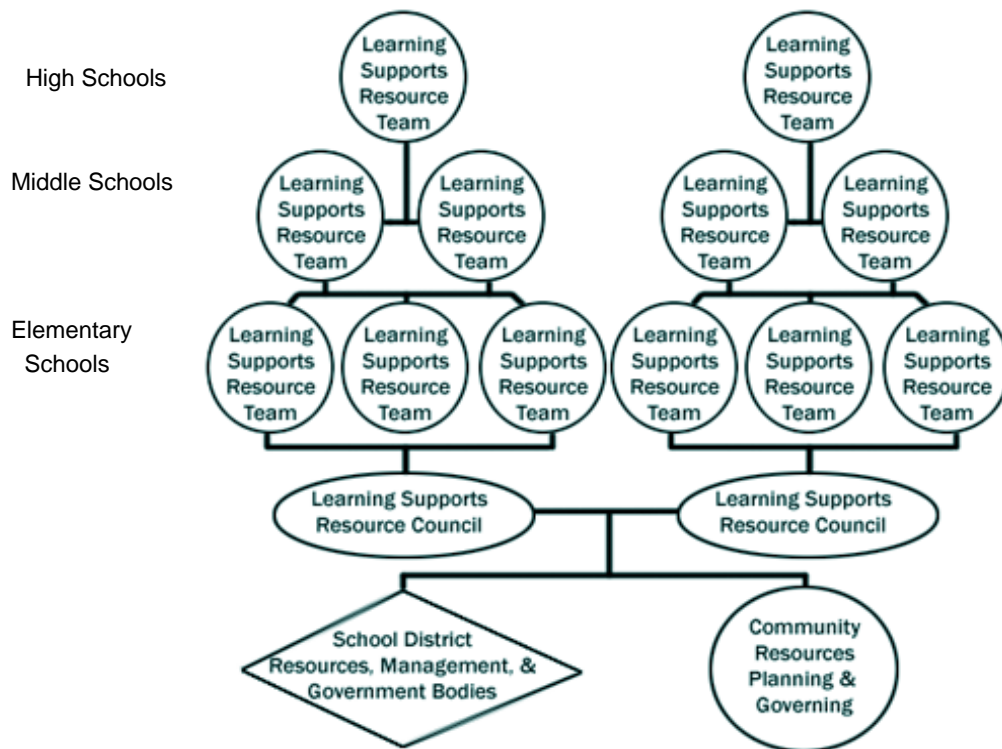 High Schools
Learning
Supports
Resource
Team
Learning
Supports
Resource
Team
Middle Schools
Learning
Supports
Resource
Team
Learning
Supports
Resource
Team
Learning
Supports
Resource
Team
Learning
Supports
Resource
Team
Elementary
Schools
Learning
Supports
Resource
Team
Learning
Supports
Resource
Team
Learning
Supports
Resource
Team
Learning
Supports
Resource
Team
Learning
Supports
Resource
Team
Learning
Supports
Resource
Team
Learning Supports
Resource Council
Learning Supports
Resource Council
School District
Resources, Management, &
Government Bodies
Community
Resources
Planning &
Governing